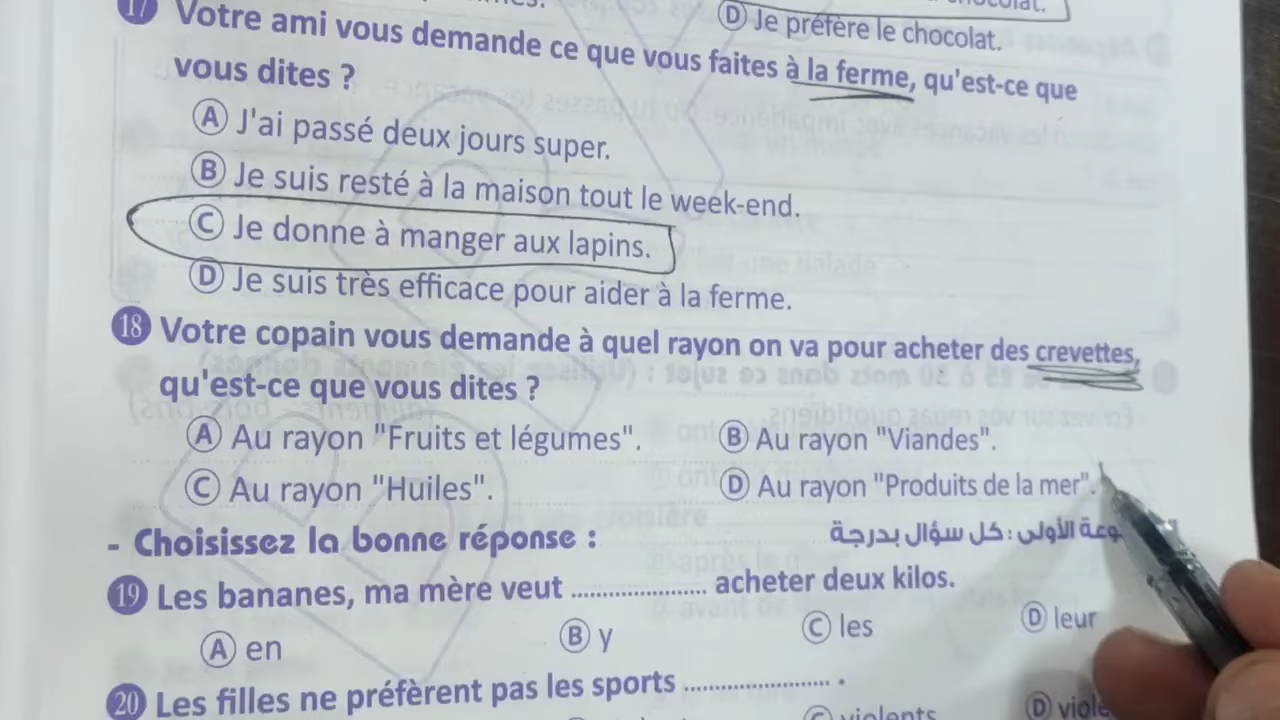 chocolat.
D Je préfère le chocolat.
17 Votre ami vous demande ce que vous faites à la ferme, qu'est-ce que
vous dites ?
A J'ai passé deux jours super.
B Je suis resté à la maison tout le week-end.
C Je donne à manger aux lapins.
D Je suis très efficace pour aider à la ferme.
18 Votre copain vous demande à quel rayon on va pour acheter des crevettes,
qu'est-ce que vous dites ?
A Au rayon "Fruits et légumes".
B Au rayon "Viandes".
C Au rayon "Huiles".
D Au rayon "Produits de la mer".
- Choisissez la bonne réponse :
الأولى : كل سؤال بدرجة
19 Les bananes, ma mère veut .................... acheter deux kilos.
A en
B y
C les
D leur
20 Les filles ne préfèrent pas les sports .................... .
C violents
D